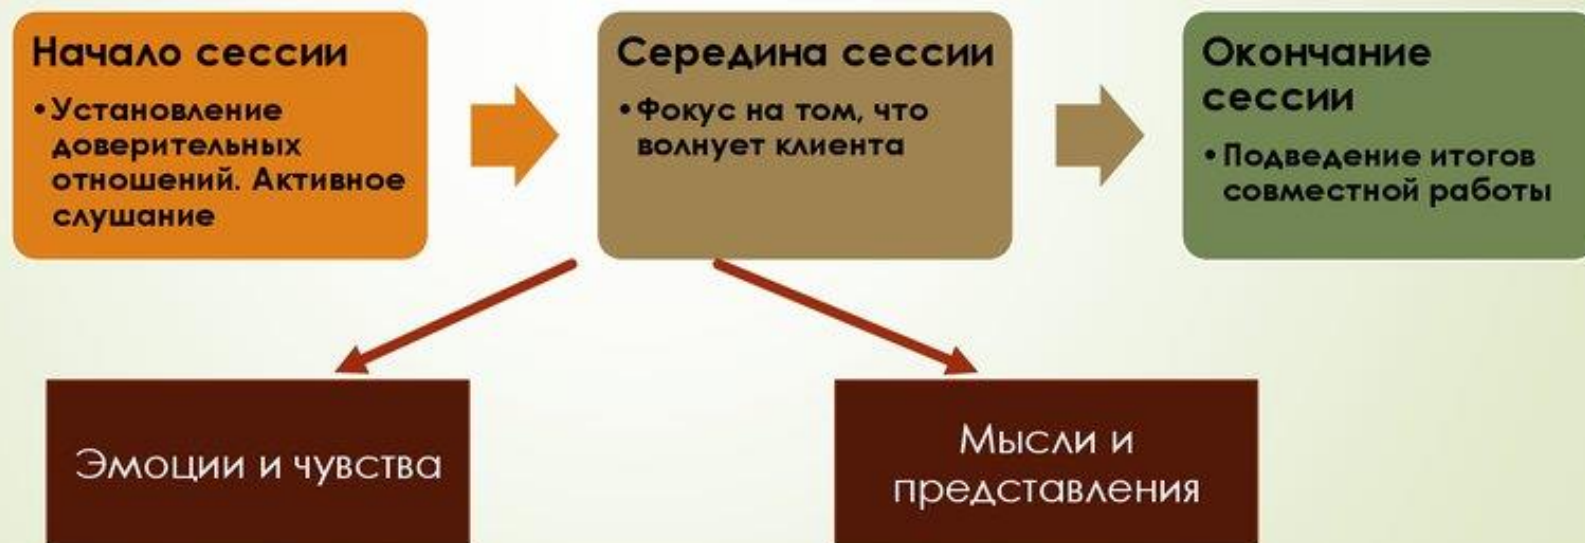 Начало сессии
• Установление
доверительных
отношений. Активное
слушание
Середина сессии
• Фокус на том, что
волнует клиента
Окончание
сессии
• Подведение итогов
совместной работы
Эмоции и чувства
Мысли и
представления